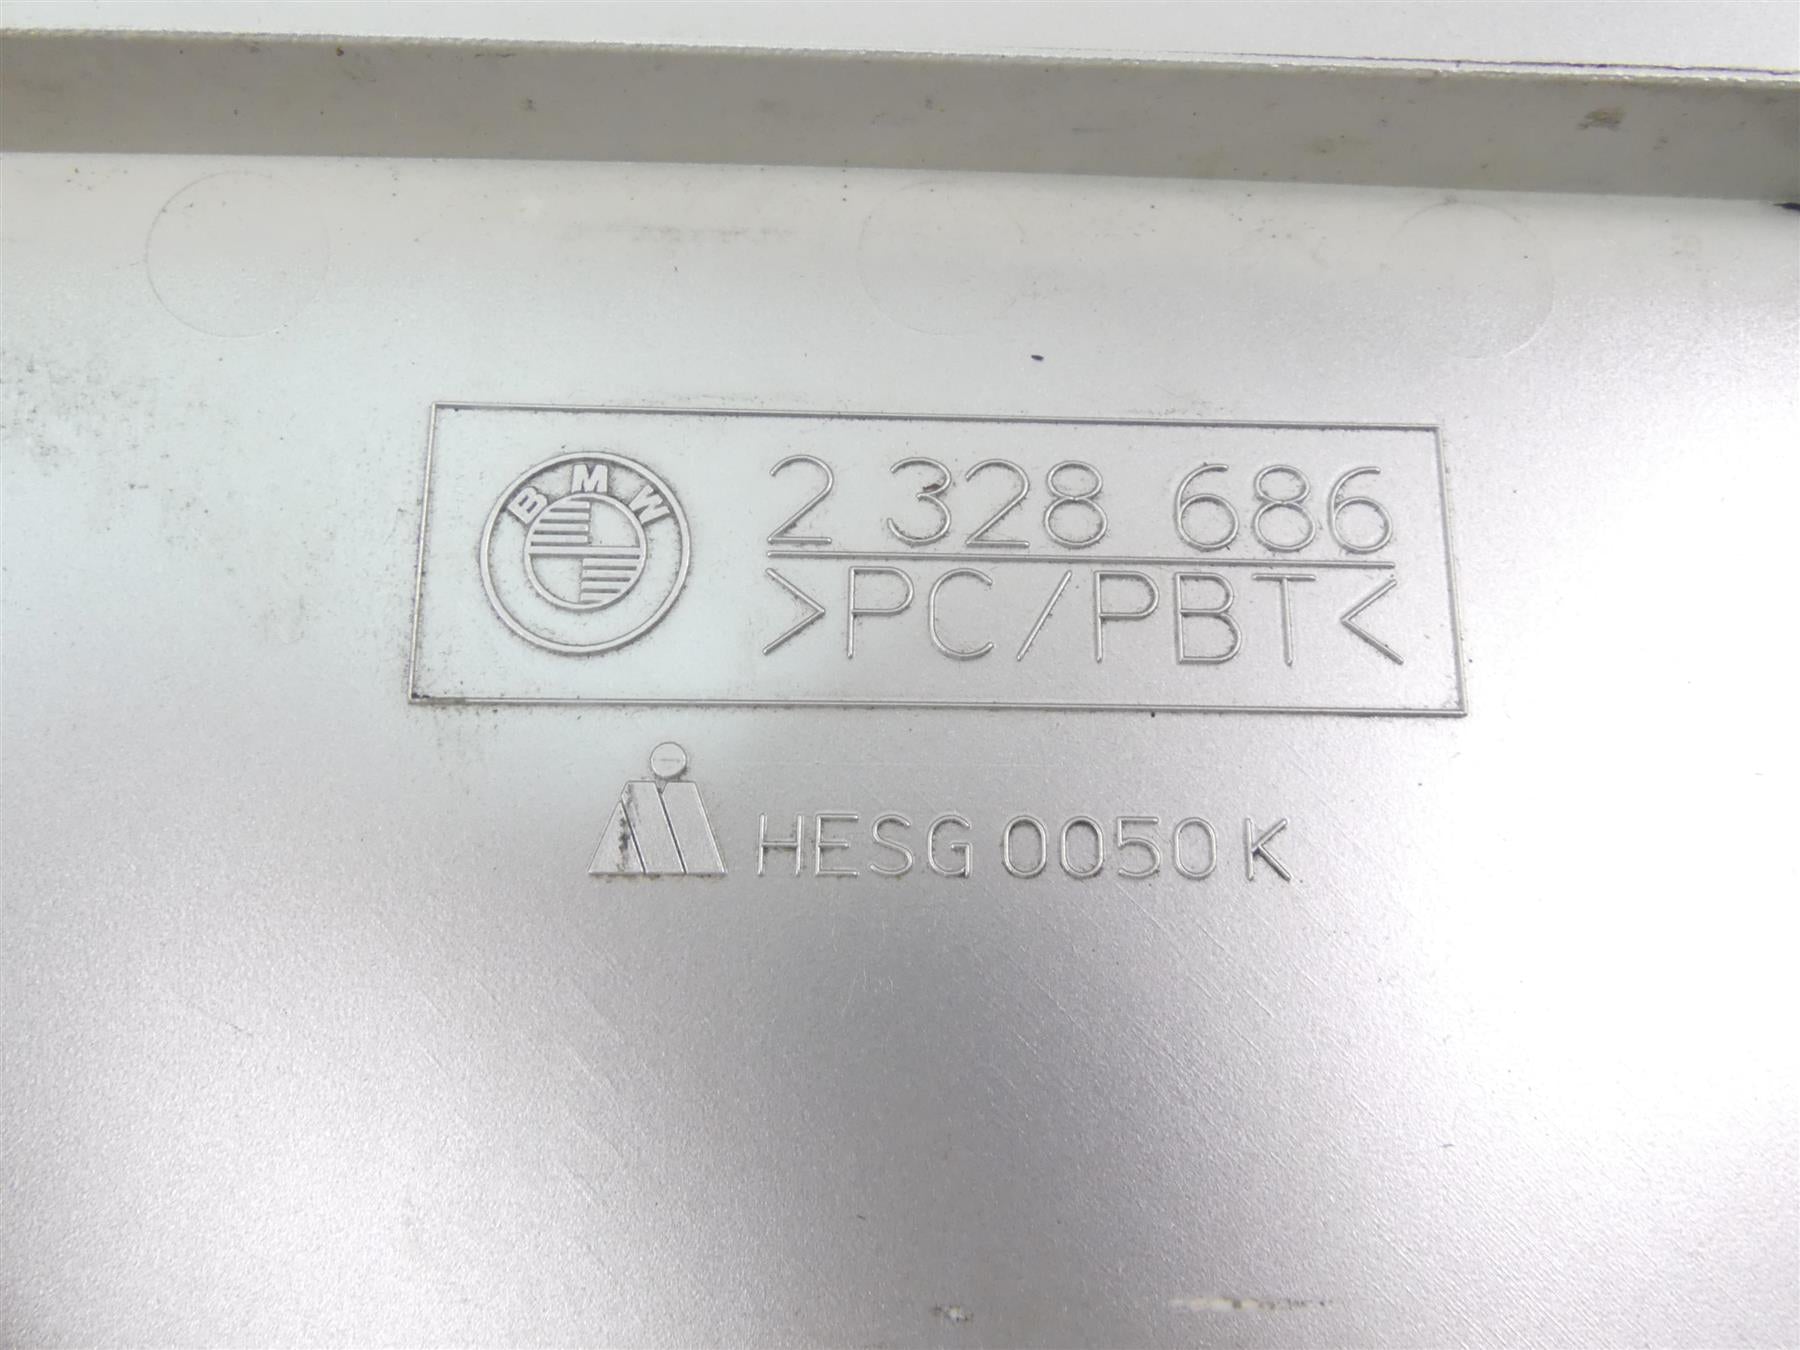 BMW
2 328 686
>PC/PBT<
HESG 0050 K